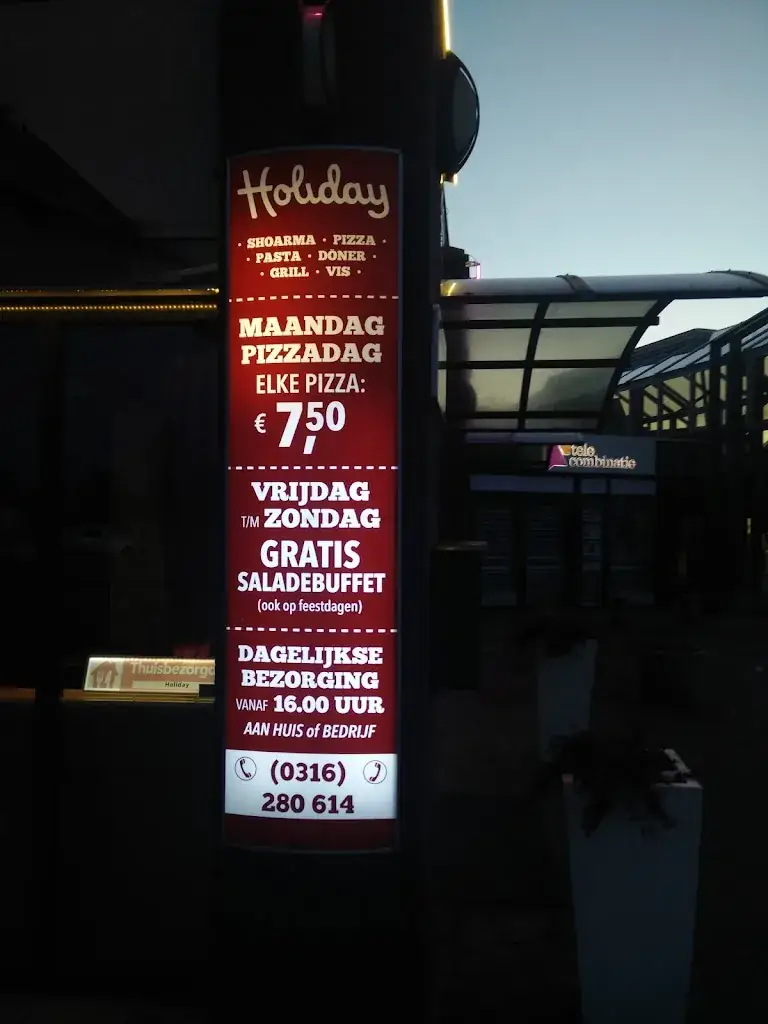 Holiday
· SHOARMA · PIZZA ·
· PASTA · DÖNER ·
· GRILL · VIS ·
MAANDAG
PIZZADAG
ELKE PIZZA:
€ 7,50
VRIJDAG
T/M ZONDAG
GRATIS
SALADEBUFFET
(ook op feestdagen)
DAGELIJKSE
BEZORGING
VANAF 16.00 UUR
AAN HUIS of BEDRIJF
(0316)
280 614
tele
combinatie
Thuisbezorgd
Holiday